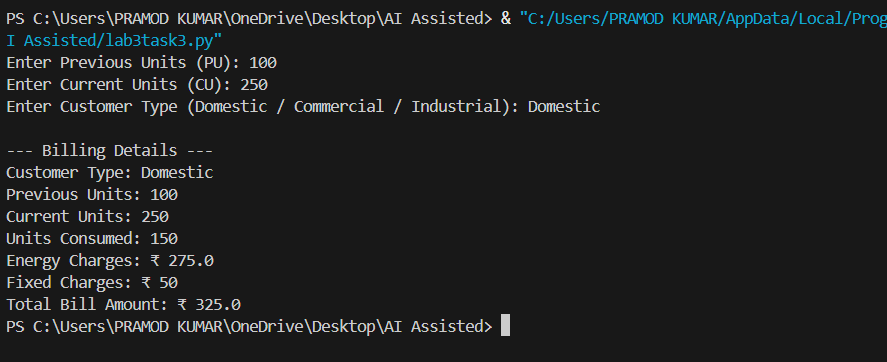 PS C:\Users\PRAMOD KUMAR\OneDrive\Desktop\AI Assisted> & "C:/Users/PRAMOD KUMAR/AppData/Local/Prog
I Assisted/lab3task3.py"
Enter Previous Units (PU): 100
Enter Current Units (CU): 250
Enter Customer Type (Domestic / Commercial / Industrial): Domestic
--- Billing Details ---
Customer Type: Domestic
Previous Units: 100
Current Units: 250
Units Consumed: 150
Energy Charges: ₹ 275.0
Fixed Charges: ₹ 50
Total Bill Amount: ₹ 325.0
PS C:\Users\PRAMOD KUMAR\OneDrive\Desktop\AI Assisted>